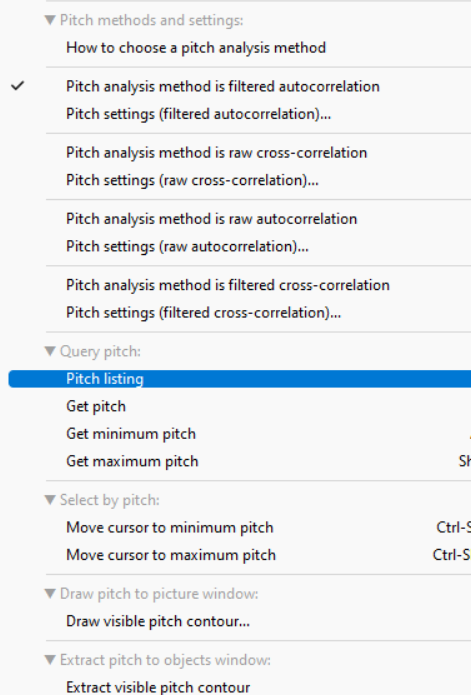 Pitch methods and settings:
How to choose a pitch analysis method
Pitch analysis method is filtered autocorrelation
Pitch settings (filtered autocorrelation)...
Pitch analysis method is raw cross-correlation
Pitch settings (raw cross-correlation)...
Pitch analysis method is raw autocorrelation
Pitch settings (raw autocorrelation)...
Pitch analysis method is filtered cross-correlation
Pitch settings (filtered cross-correlation)...
Query pitch:
Pitch listing
Get pitch
Get minimum pitch
Get maximum pitch Sh
Select by pitch:
Move cursor to minimum pitch Ctrl-S
Move cursor to maximum pitch Ctrl-S
Draw pitch to picture window:
Draw visible pitch contour...
Extract pitch to objects window:
Extract visible pitch contour